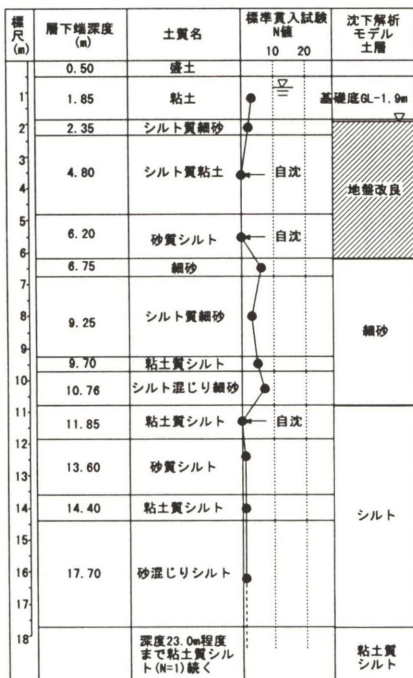 標尺(m)
層下端深度(m)
土質名
標準貫入試験
N値
10 20
沈下解析
モデル
土層
0.50 盛土
1 1.85 粘土 基礎底GL-1.9m
2 2.35 シルト質細砂
3
4.80 シルト質粘土 自沈
4 地盤改良
5
6.20 砂質シルト 自沈
6
6.75 細砂
7
9.25 シルト質細砂
8 細砂
9
9.70 粘土質シルト
10 10.76 シルト混じり細砂
11 11.85 粘土質シルト 自沈
12
13.60 砂質シルト
13
14 14.40 粘土質シルト シルト
15
16 17.70 砂混じりシルト
17
18
深度23.0m程度
まで粘土質シル
ト(N=1)続く
粘土質
シルト